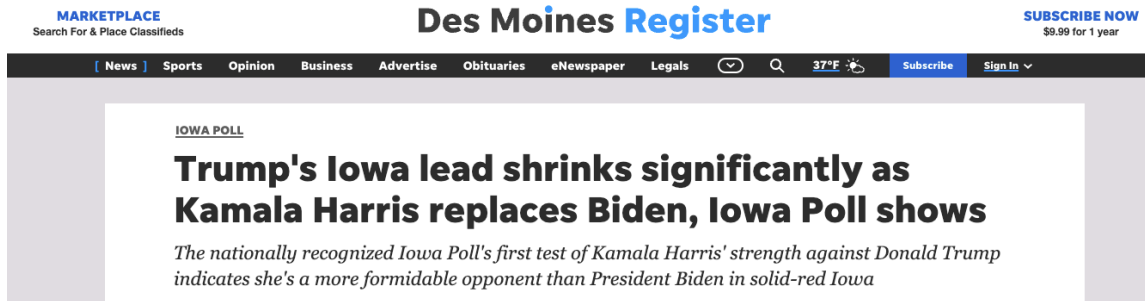 MARKETPLACE
Search For & Place Classifieds
Des Moines Register
SUBSCRIBE NOW
$9.99 for 1 year
[ News ] Sports Opinion Business Advertise Obituaries eNewspaper Legals 37°F Subscribe Sign In
IOWA POLL
Trump's Iowa lead shrinks significantly as
Kamala Harris replaces Biden, Iowa Poll shows
The nationally recognized Iowa Poll's first test of Kamala Harris' strength against Donald Trump
indicates she's a more formidable opponent than President Biden in solid-red Iowa